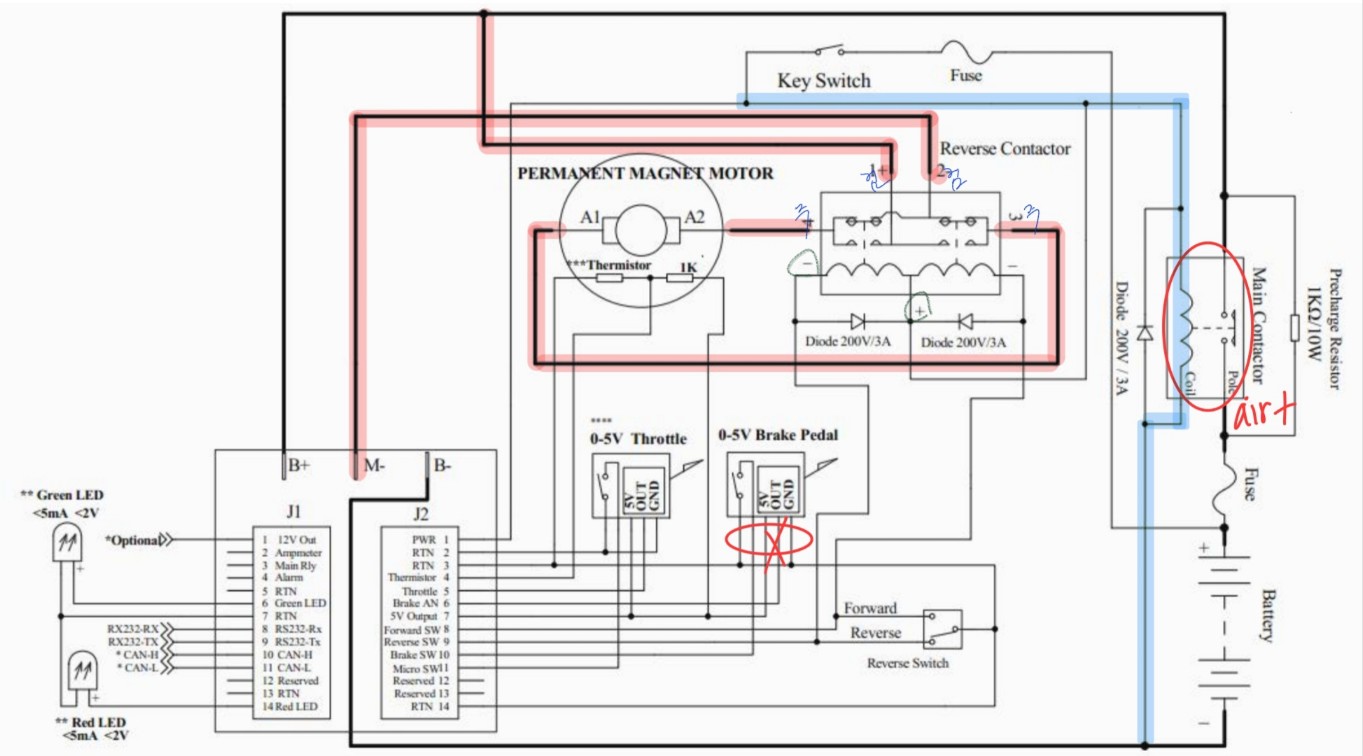 Key Switch
Fuse
Reverse Contactor
PERMANENT MAGNET MOTOR
1+
2
A1
A2
3
***Thermistor
1K
−
−
+
Diode 200V/3A
Diode 200V/3A
Diode 200V / 3A
Main Contactor
Coil
Pole
Precharge Resistor
1KΩ/10W
air+
Fuse
+
Battery
−
****
0-5V Throttle
5V
OUT
GND
0-5V Brake Pedal
5V
OUT
GND
B+
M-
B-
** Green LED
<5mA <2V
+
*Optional
J1
1 12V Out
2 Ampmeter
3 Main Rly
4 Alarm
5 RTN
6 Green LED
7 RTN
8 RS232-Rx
9 RS232-Tx
10 CAN-H
11 CAN-L
12 Reserved
13 RTN
14 Red LED
RX232-RX
RX232-TX
* CAN-H
* CAN-L
J2
PWR 1
RTN 2
RTN 3
Thermistor 4
Throttle 5
Brake AN 6
5V Output 7
Forward SW 8
Reverse SW 9
Brake SW 10
Micro SW11
Reserved 12
Reserved 13
RTN 14
Forward
Reverse
Reverse Switch
+
** Red LED
<5mA <2V